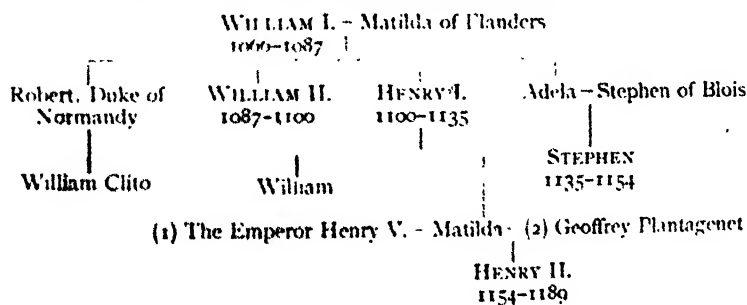 WILLIAM I. – Matilda of Flanders
1066–1087
Robert, Duke of Normandy
WILLIAM II.
1087–1100
HENRY I.
1100–1135
Adela – Stephen of Blois
William Clito
William
STEPHEN
1135–1154
(1) The Emperor Henry V. – Matilda – (2) Geoffrey Plantagenet
HENRY II.
1154–1189